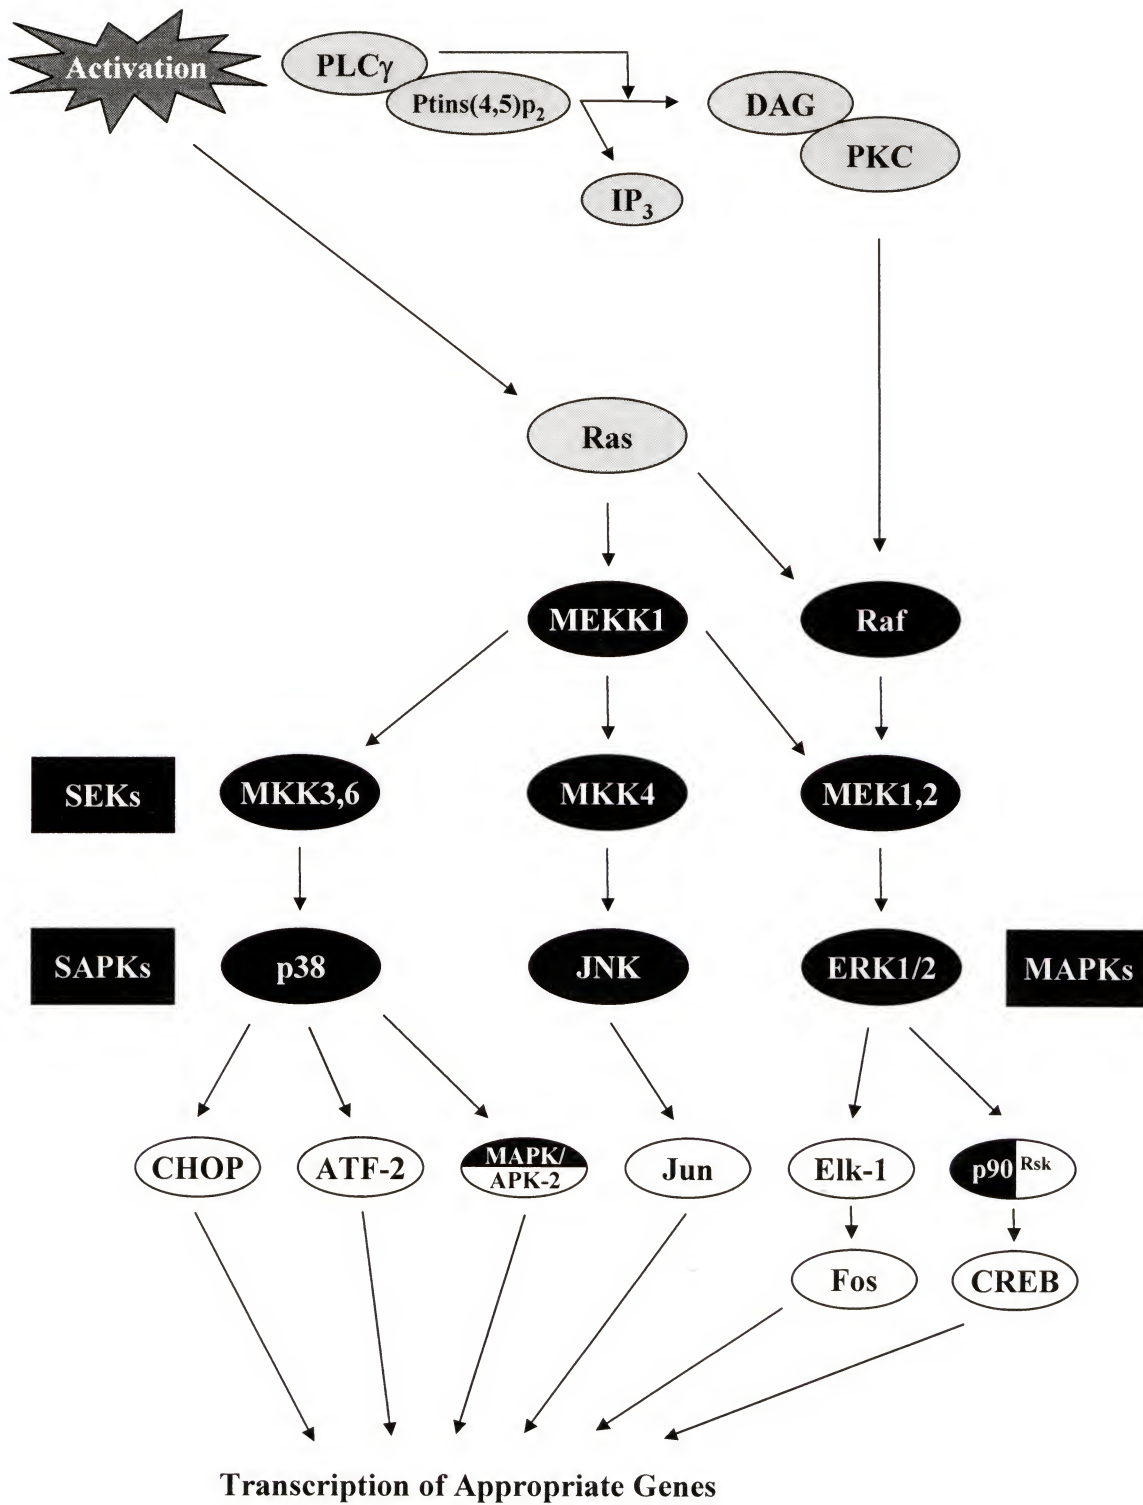 Activation
PLCγ
Ptins(4,5)p₂
DAG
PKC
IP₃
Ras
MEKK1
Raf
SEKs
MKK3,6
MKK4
MEK1,2
SAPKs
p38
JNK
ERK1/2
MAPKs
CHOP
ATF-2
MAPK/
APK-2
Jun
Elk-1
p90 Rsk
Fos
CREB
Transcription of Appropriate Genes